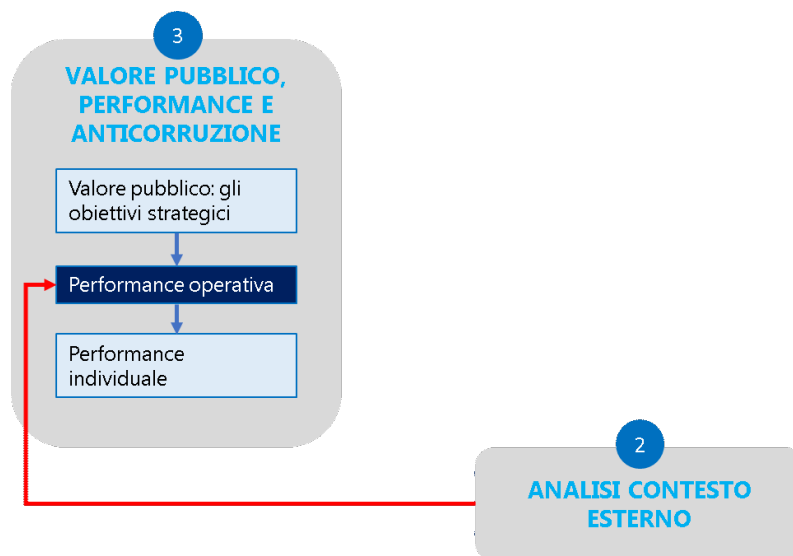 3
VALORE PUBBLICO,
PERFORMANCE E
ANTICORRUZIONE
Valore pubblico: gli
obiettivi strategici
Performance operativa
Performance
individuale
2
ANALISI CONTESTO
ESTERNO